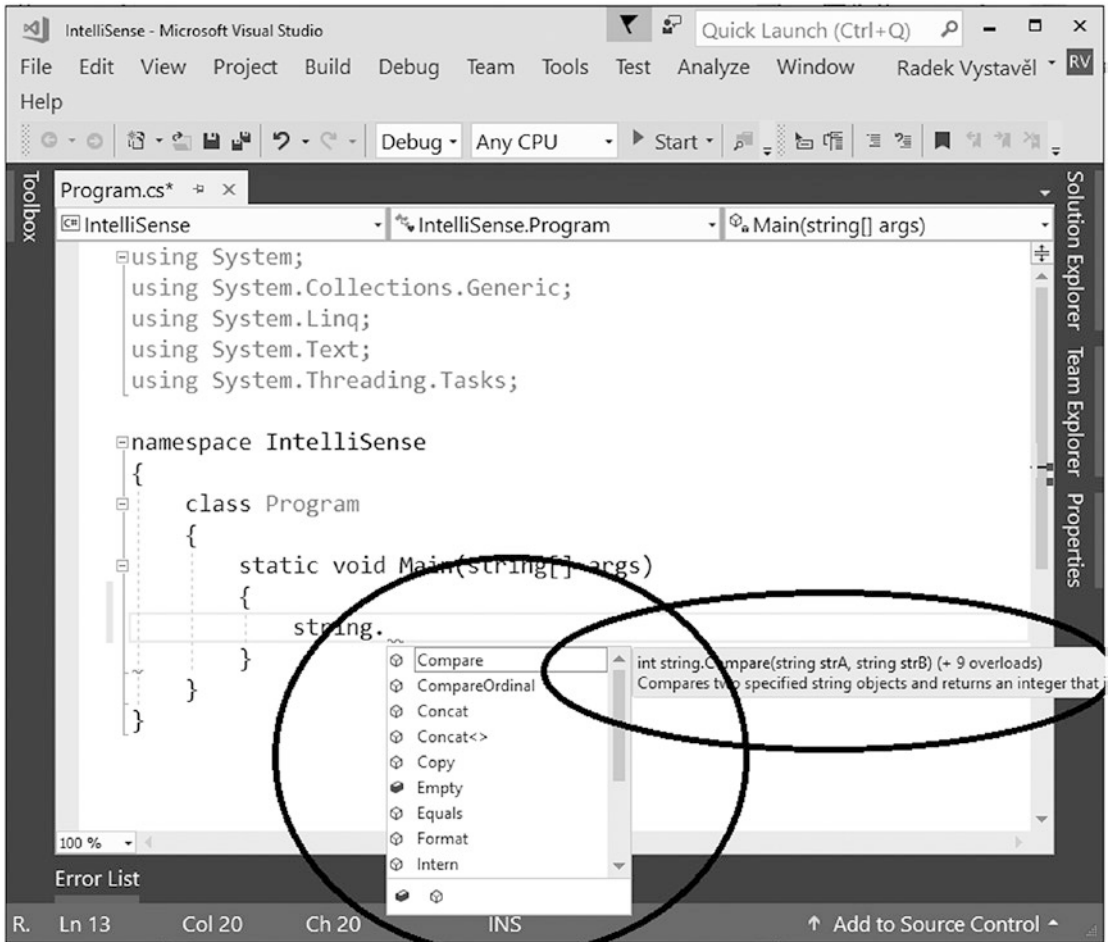 IntelliSense - Microsoft Visual Studio
Quick Launch (Ctrl+Q)
File Edit View Project Build Debug Team Tools Test Analyze Window Radek Vystavěl RV
Help
Debug Any CPU Start
Toolbox
Program.cs*
IntelliSense IntelliSense.Program Main(string[] args)
using System;
using System.Collections.Generic;
using System.Linq;
using System.Text;
using System.Threading.Tasks;
namespace IntelliSense
{
class Program
{
static void Main(string[] args)
{
string.
}
}
}
Compare
CompareOrdinal
Concat
Concat<>
Copy
Empty
Equals
Format
Intern
int string.Compare(string strA, string strB) (+ 9 overloads)
Compares two specified string objects and returns an integer that
Solution Explorer
Team Explorer
Properties
100 %
Error List
R. Ln 13 Col 20 Ch 20 INS Add to Source Control